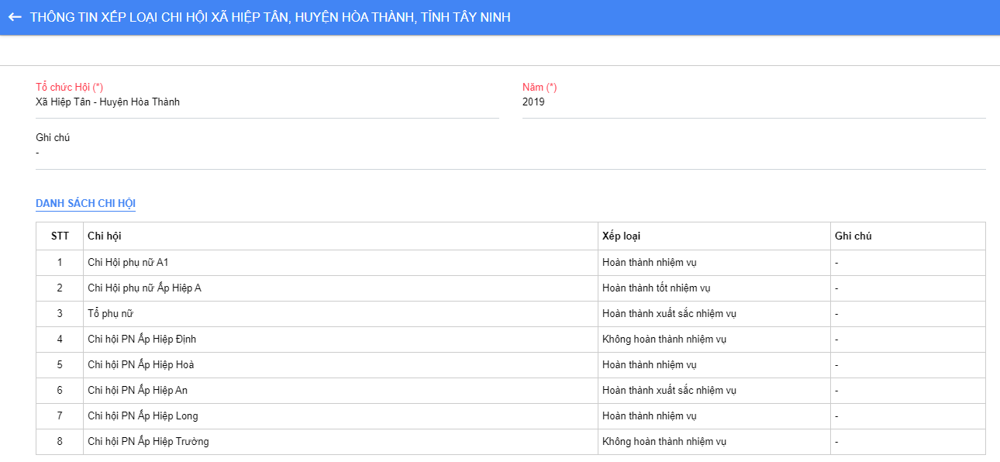 THÔNG TIN XẾP LOẠI CHI HỘI XÃ HIỆP TÂN, HUYỆN HÒA THÀNH, TỈNH TÂY NINH
Tổ chức Hội (*) Năm (*)
Xã Hiệp Tân - Huyện Hòa Thành 2019
Ghi chú
-
DANH SÁCH CHI HỘI
STT Chi hội Xếp loại Ghi chú
1 Chi Hội phụ nữ A1 Hoàn thành nhiệm vụ -
2 Chi Hội phụ nữ Ấp Hiệp A Hoàn thành tốt nhiệm vụ -
3 Tổ phụ nữ Hoàn thành xuất sắc nhiệm vụ -
4 Chi hội PN Ấp Hiệp Định Không hoàn thành nhiệm vụ -
5 Chi hội PN Ấp Hiệp Hoà Hoàn thành nhiệm vụ -
6 Chi hội PN Ấp Hiệp An Hoàn thành xuất sắc nhiệm vụ -
7 Chi hội PN Ấp Hiệp Long Hoàn thành nhiệm vụ -
8 Chi hội PN Ấp Hiệp Trường Không hoàn thành nhiệm vụ -